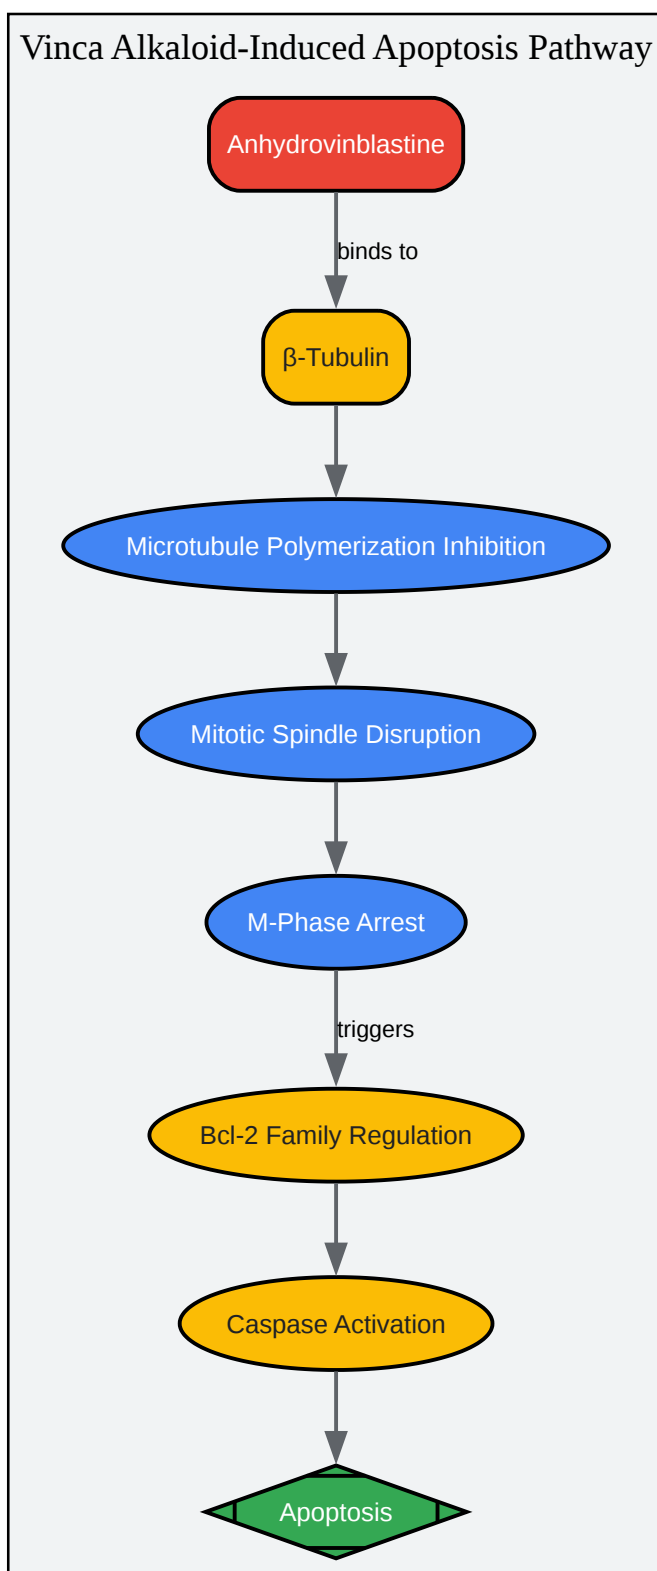 Vinca Alkaloid-Induced Apoptosis Pathway
Anhydrovinblastine
binds to
β-Tubulin
Microtubule Polymerization Inhibition
Mitotic Spindle Disruption
M-Phase Arrest
triggers
Bcl-2 Family Regulation
Caspase Activation
Apoptosis